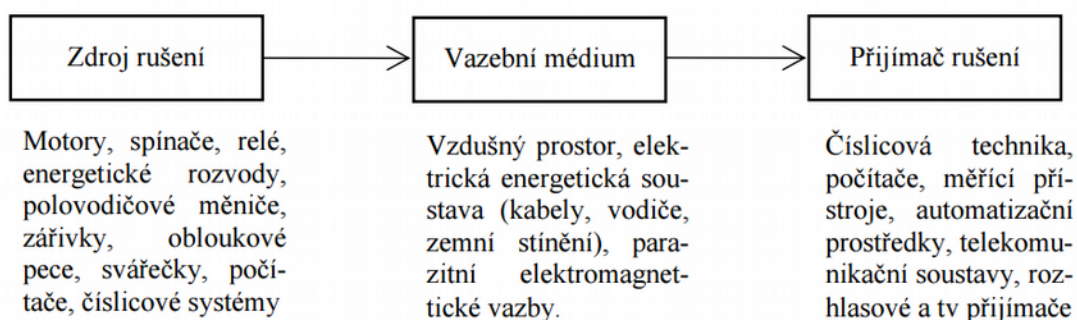 Zdroj rušení
Vazební médium
Přijímač rušení
Motory, spínače, relé,
energetické rozvody,
polovodičové měniče,
zářivky, obloukové
pece, svářečky, počí-
tače, číslicové systémy
Vzdušný prostor, elek-
trická energetická sou-
stava (kabely, vodiče,
zemní stínění), para-
zitní elektromagnet-
tické vazby.
Číslicová technika,
počítače, měřící pří-
stroje, automatizační
prostředky, telekomu-
nikační soustavy, roz-
hlasové a tv přijímače